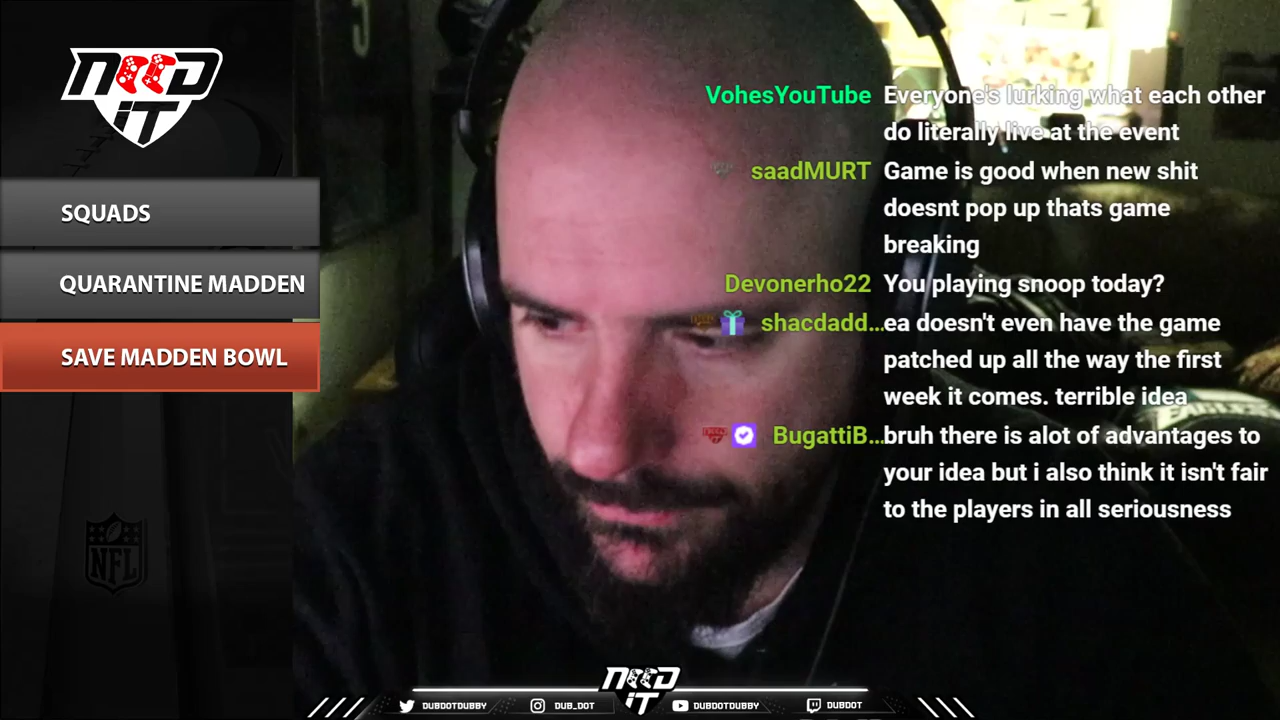 NEED
IT
SQUADS
QUARANTINE MADDEN
SAVE MADDEN BOWL
NFL
VohesYouTube Everyone's lurking what each other
do literally live at the event
saadMURT Game is good when new shit
doesnt pop up thats game
breaking
Devonerho22 You playing snoop today?
shacdadd... ea doesn't even have the game
patched up all the way the first
week it comes. terrible idea
EAGLES
BugattiB... bruh there is alot of advantages to
your idea but i also think it isn't fair
to the players in all seriousness
NEED
IT
DUBDOTDUBBY DUB_DOT DUBDOTDUBBY DUBDOT